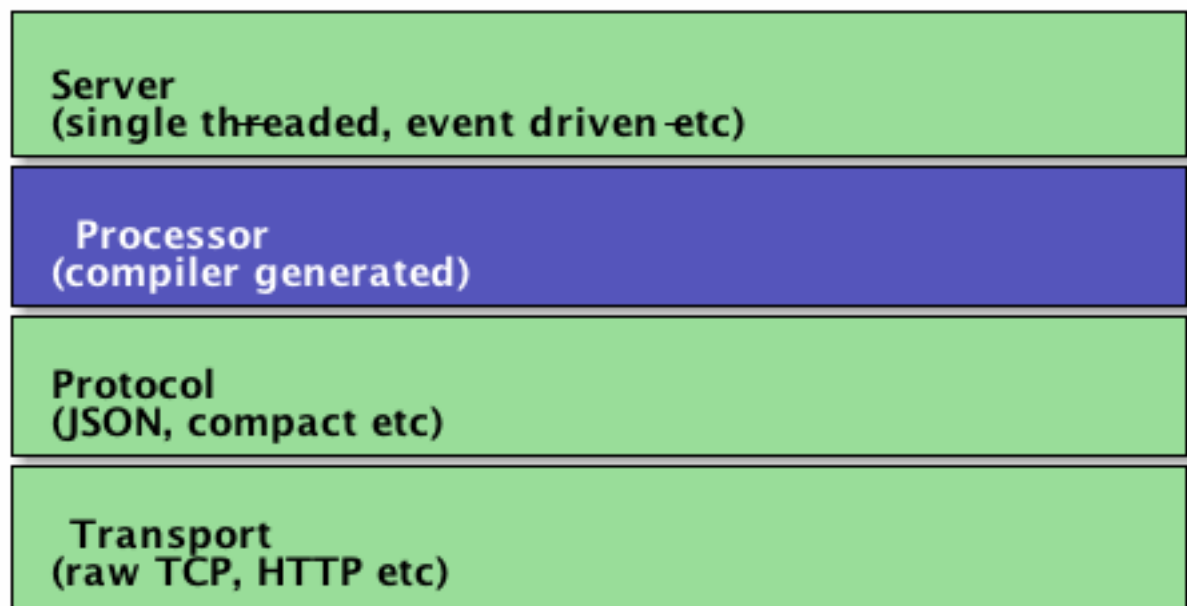 Server
(single threaded, event driven etc)
Processor
(compiler generated)
Protocol
(JSON, compact etc)
Transport
(raw TCP, HTTP etc)